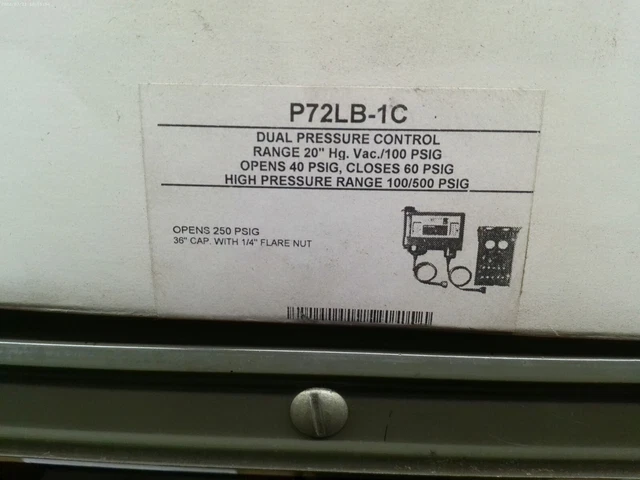 P72LB-1C
DUAL PRESSURE CONTROL
RANGE 20" Hg. Vac./100 PSIG
OPENS 40 PSIG, CLOSES 60 PSIG
HIGH PRESSURE RANGE 100/500 PSIG
OPENS 250 PSIG
36" CAP. WITH 1/4" FLARE NUT